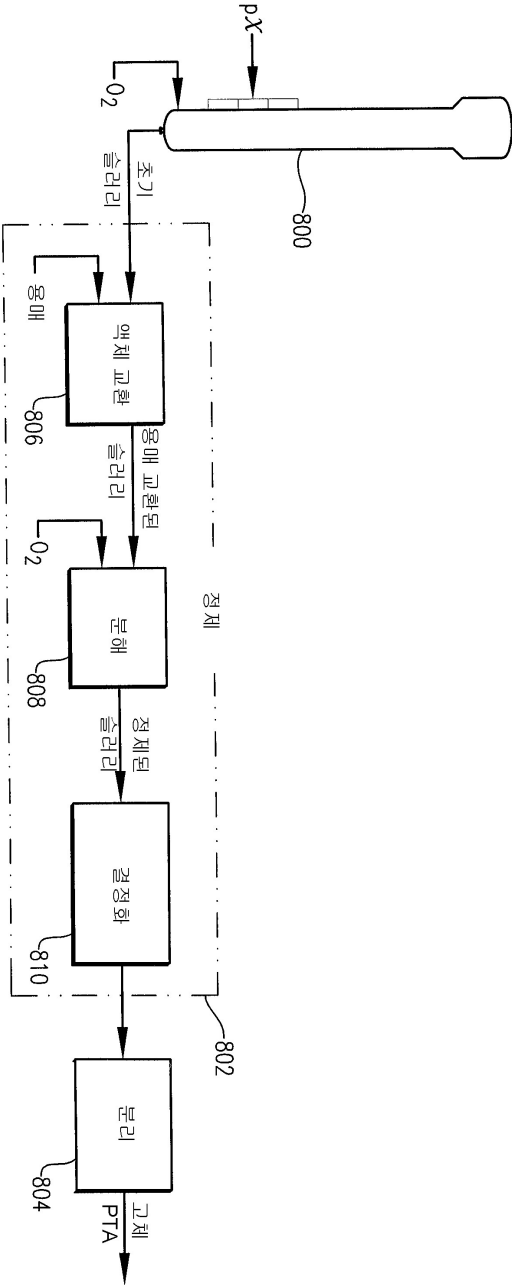 pX
O2
800
초기
슬러리
용매
액체 교환
806
용매 교환된
슬러리
O2
정제
분해
808
정제된
슬러리
결정화
810
802
분리
804
고체
PTA